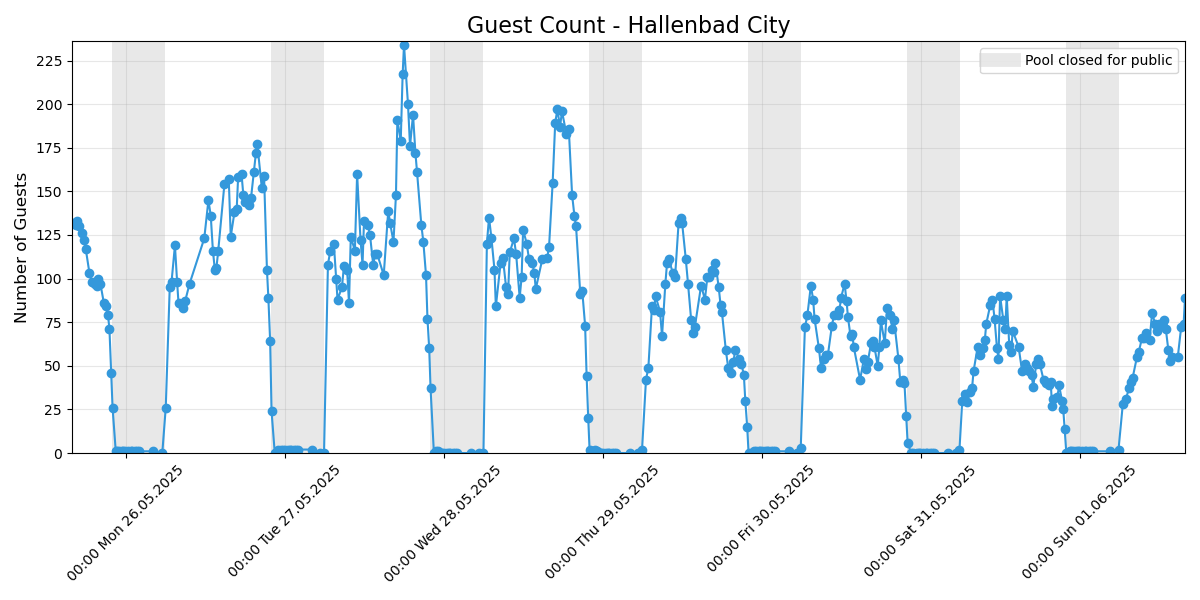 Guest Count - Hallenbad City
Pool closed for public
Number of Guests
225
200
175
150
125
100
75
50
25
0
00:00 Mon 26.05.2025
00:00 Tue 27.05.2025
00:00 Wed 28.05.2025
00:00 Thu 29.05.2025
00:00 Fri 30.05.2025
00:00 Sat 31.05.2025
00:00 Sun 01.06.2025